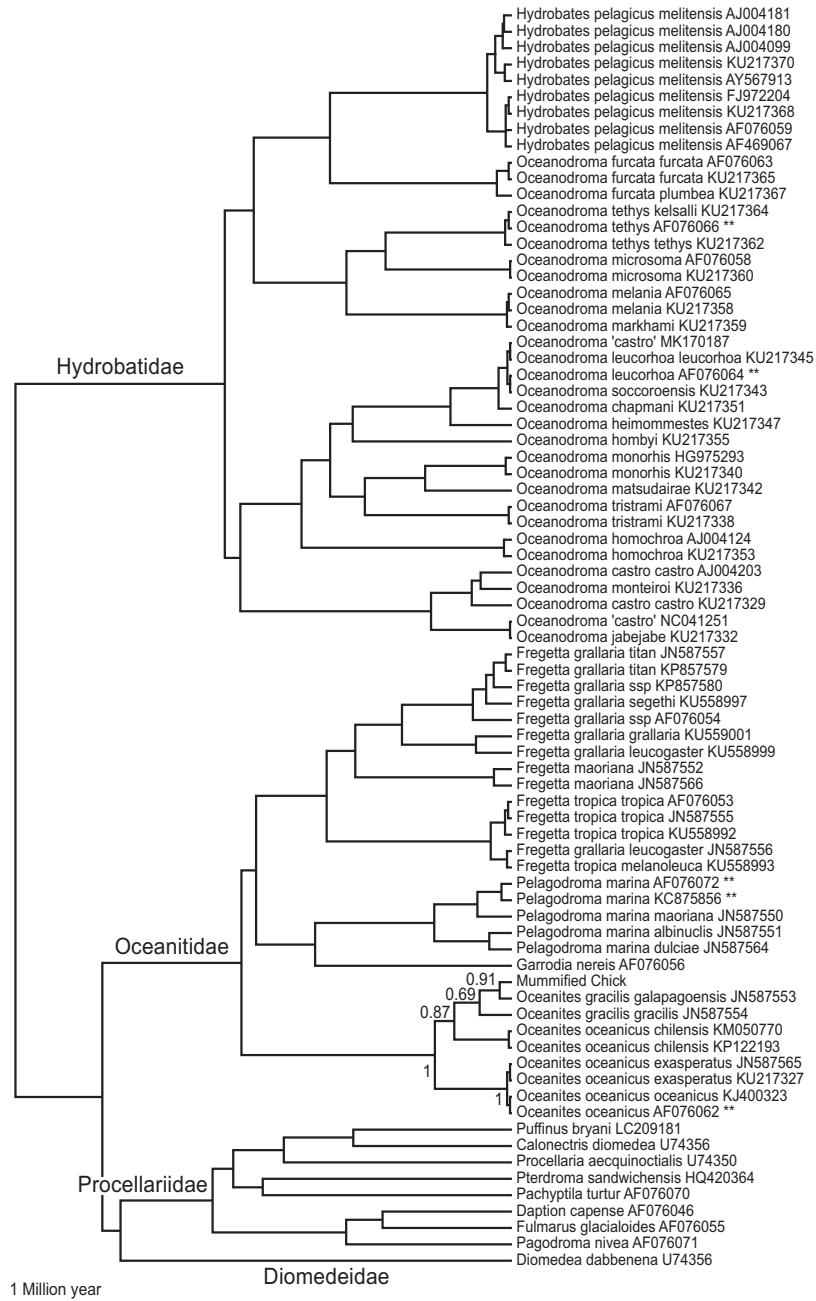 Hydrobates pelagicus melitensis AJ004181
Hydrobates pelagicus melitensis AJ004180
Hydrobates pelagicus melitensis AJ004099
Hydrobates pelagicus melitensis KU217370
Hydrobates pelagicus melitensis AY567913
Hydrobates pelagicus melitensis FJ972204
Hydrobates pelagicus melitensis KU217368
Hydrobates pelagicus melitensis AF076059
Hydrobates pelagicus melitensis AF469067
Oceanodroma furcata furcata AF076063
Oceanodroma furcata furcata KU217365
Oceanodroma furcata plumbea KU217367
Oceanodroma tethys kelsalli KU217364
Oceanodroma tethys AF076066 **
Oceanodroma tethys tethys KU217362
Oceanodroma microsoma AF076058
Oceanodroma microsoma KU217360
Oceanodroma melania AF076065
Oceanodroma melania KU217358
Oceanodroma markhami KU217359
Oceanodroma 'castro' MK170187
Oceanodroma leucorhoa leucorhoa KU217345
Hydrobatidae
Oceanodroma leucorhoa AF076064 **
Oceanodroma soccoroensis KU217343
Oceanodroma chapmani KU217351
Oceanodroma heimommestes KU217347
Oceanodroma hombyi KU217355
Oceanodroma monorhis HG975293
Oceanodroma monorhis KU217340
Oceanodroma matsudairae KU217342
Oceanodroma tristrami AF076067
Oceanodroma tristrami KU217338
Oceanodroma homochroa AJ004124
Oceanodroma homochroa KU217353
Oceanodroma castro castro AJ004203
Oceanodroma monteiroi KU217336
Oceanodroma castro castro KU217329
Oceanodroma 'castro' NC041251
Oceanodroma jabejabe KU217332
Fregetta grallaria titan JN587557
Fregetta grallaria titan KP857579
Fregetta grallaria ssp KP857580
Fregetta grallaria segethi KU558997
Fregetta grallaria ssp AF076054
Fregetta grallaria grallaria KU559001
Fregetta grallaria leucogaster KU558999
Fregetta maoriana JN587552
Fregetta maoriana JN587566
Fregetta tropica tropica AF076053
Fregetta tropica tropica JN587555
Fregetta tropica tropica KU558992
Fregetta grallaria leucogaster JN587556
Fregetta tropica melanoleuca KU558993
Pelagodroma marina AF076072 **
Pelagodroma marina KC875856 **
Pelagodroma marina maoriana JN587550
Pelagodroma marina albinuclis JN587551
Oceanitidae
Pelagodroma marina dulciae JN587564
Garrodia nereis AF076056
0.91
Mummified Chick
0.69
Oceanites gracilis galapagoensis JN587553
0.87
Oceanites gracilis gracilis JN587554
Oceanites oceanicus chilensis KM050770
Oceanites oceanicus chilensis KP122193
1
Oceanites oceanicus exasperatus JN587565
Oceanites oceanicus exasperatus KU217327
1
Oceanites oceanicus oceanicus KJ400323
Oceanites oceanicus AF076062 **
Puffinus bryani LC209181
Calonectris diomedea U74356
Procellaria aecquinoctialis U74350
Procellariidae
Pterdroma sandwichensis HQ420364
Pachyptila turtur AF076070
Daption capense AF076046
Fulmarus glacialoides AF076055
Pagodroma nivea AF076071
Diomedea dabbenena U74356
Diomedeidae
1 Million year